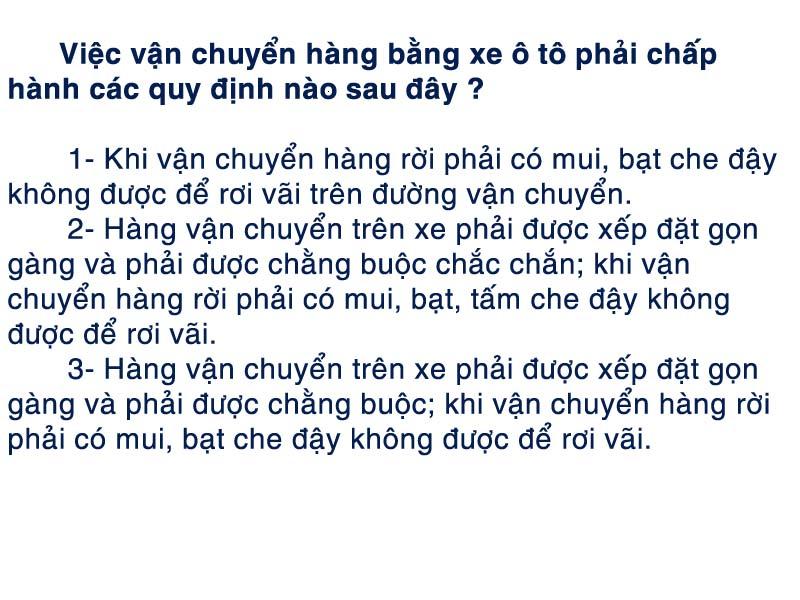 Việc vận chuyển hàng bằng xe ô tô phải chấp
hành các quy định nào sau đây ?
1- Khi vận chuyển hàng rời phải có mui, bạt che đậy
không được để rơi vãi trên đường vận chuyển.
2- Hàng vận chuyển trên xe phải được xếp đặt gọn
gàng và phải được chằng buộc chắc chắn; khi vận
chuyển hàng rời phải có mui, bạt, tấm che đậy không
được để rơi vãi.
3- Hàng vận chuyển trên xe phải được xếp đặt gọn
gàng và phải được chằng buộc; khi vận chuyển hàng rời
phải có mui, bạt che đậy không được để rơi vãi.